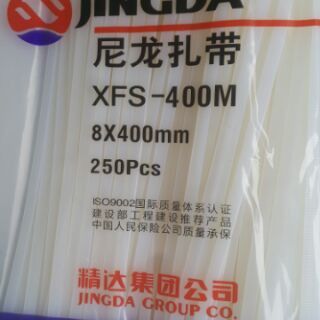 JINGDA
尼龙扎带
XFS-400M
8X400mm
250Pcs
ISO9002国际质量体系认证
建设部工程建设推荐产品
中国人民保险公司质量承保
精达集团公司
JINGDA GROUP CO.